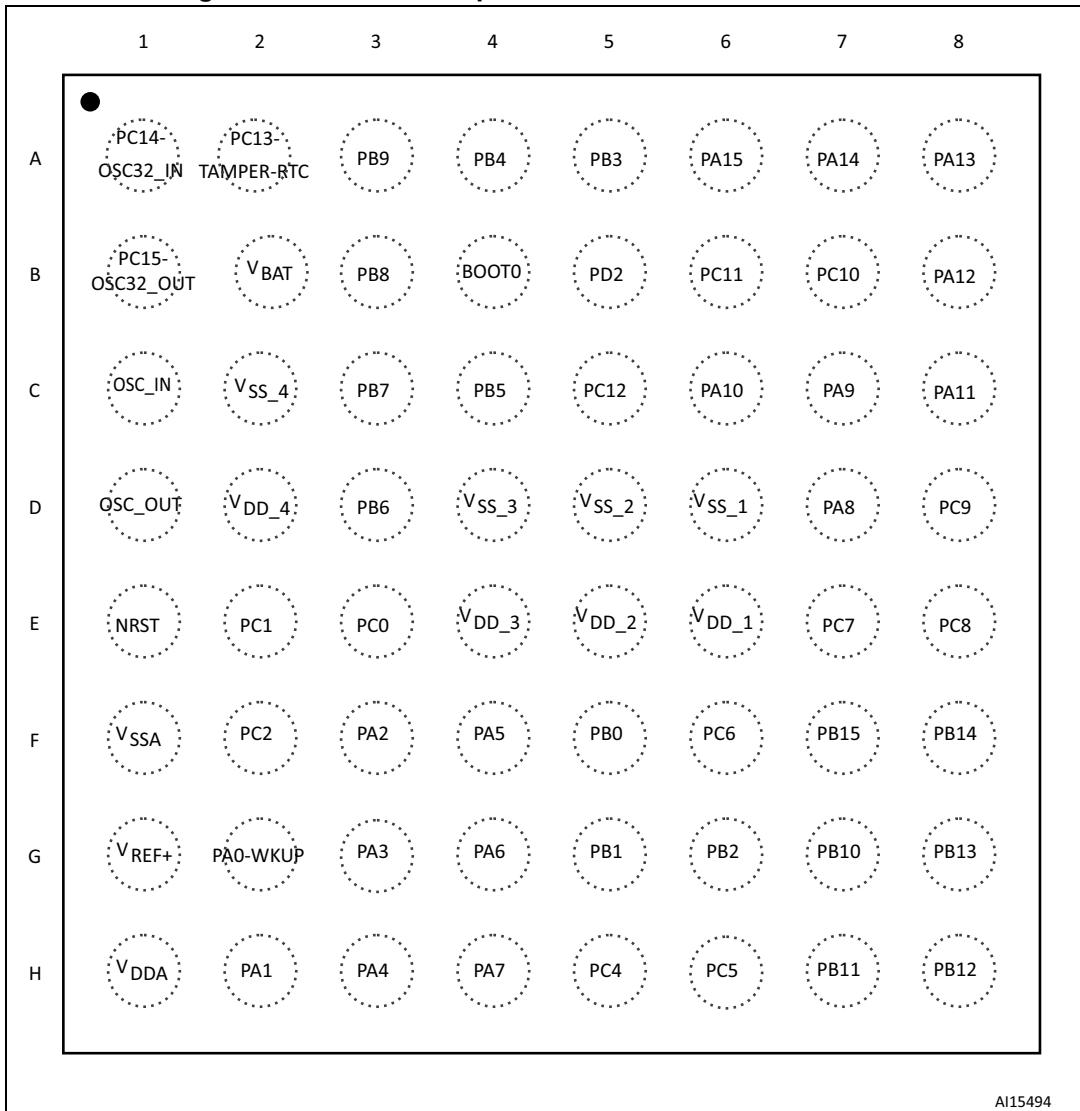 1 2 3 4 5 6 7 8
A PC14-OSC32_IN PC13-TAMPER-RTC PB9 PB4 PB3 PA15 PA14 PA13
B PC15-OSC32_OUT VBAT PB8 BOOT0 PD2 PC11 PC10 PA12
C OSC_IN VSS_4 PB7 PB5 PC12 PA10 PA9 PA11
D OSC_OUT VDD_4 PB6 VSS_3 VSS_2 VSS_1 PA8 PC9
E NRST PC1 PC0 VDD_3 VDD_2 VDD_1 PC7 PC8
F VSSA PC2 PA2 PA5 PB0 PC6 PB15 PB14
G VREF+ PA0-WKUP PA3 PA6 PB1 PB2 PB10 PB13
H VDDA PA1 PA4 PA7 PC4 PC5 PB11 PB12
AI15494